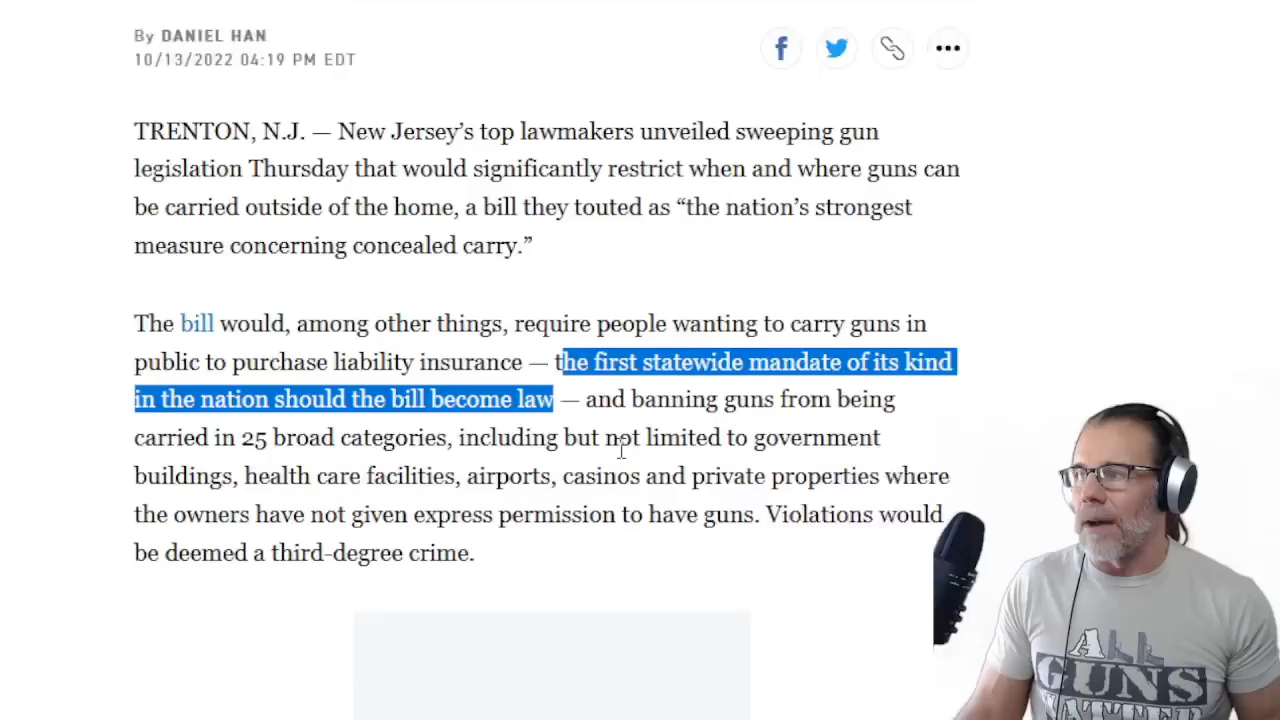 By DANIEL HAN
10/13/2022 04:19 PM EDT
TRENTON, N.J. — New Jersey’s top lawmakers unveiled sweeping gun
legislation Thursday that would significantly restrict when and where guns can
be carried outside of the home, a bill they touted as “the nation’s strongest
measure concerning concealed carry.”
The bill would, among other things, require people wanting to carry guns in
public to purchase liability insurance — the first statewide mandate of its kind
in the nation should the bill become law — and banning guns from being
carried in 25 broad categories, including but not limited to government
buildings, health care facilities, airports, casinos and private properties where
the owners have not given express permission to have guns. Violations would
be deemed a third-degree crime.
ALL
GUNS
MATTER